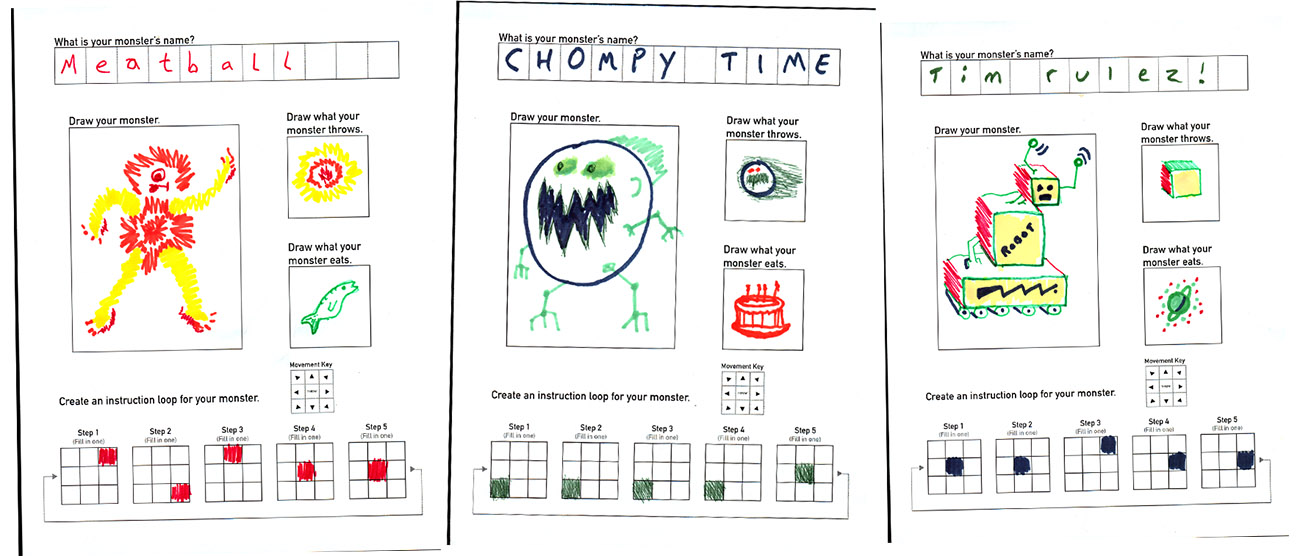 What is your monster's name?
Meatball
Draw your monster.
Draw what your
monster throws.
Draw what your
monster eats.
Movement Key
THROW
Create an instruction loop for your monster.
Step 1
(Fill in one)
Step 2
(Fill in one)
Step 3
(Fill in one)
Step 4
(Fill in one)
Step 5
(Fill in one)
What is your monster's name?
CHOMPY TIME
Draw your monster.
Draw what your
monster throws.
Draw what your
monster eats.
Movement Key
THROW
Create an instruction loop for your monster.
Step 1
(Fill in one)
Step 2
(Fill in one)
Step 3
(Fill in one)
Step 4
(Fill in one)
Step 5
(Fill in one)
What is your monster's name?
Tim rulez!
Draw your monster.
ROBOT
Draw what your
monster throws.
Draw what your
monster eats.
Movement Key
THROW
Create an instruction loop for your monster.
Step 1
(Fill in one)
Step 2
(Fill in one)
Step 3
(Fill in one)
Step 4
(Fill in one)
Step 5
(Fill in one)